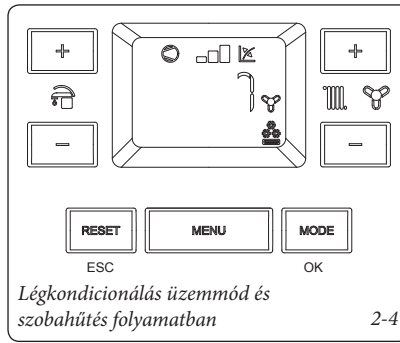 + +
− −
RESET MENU MODE
ESC OK
Légkondicionálás üzemmód és
szobahűtés folyamatban 2-4